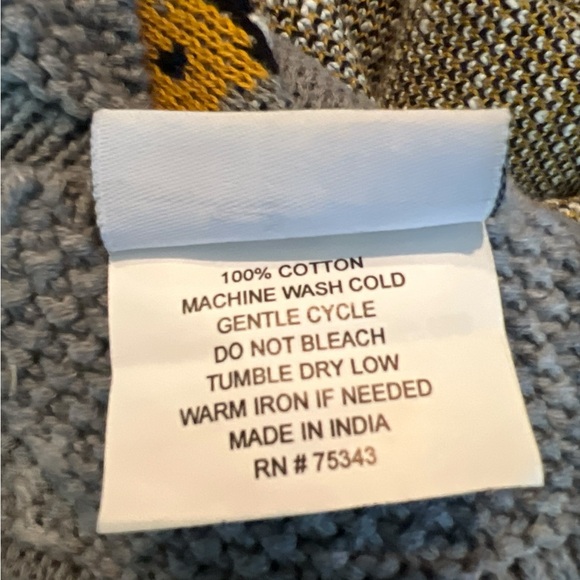 100% COTTON
MACHINE WASH COLD
GENTLE CYCLE
DO NOT BLEACH
TUMBLE DRY LOW
WARM IRON IF NEEDED
MADE IN INDIA
RN # 75343